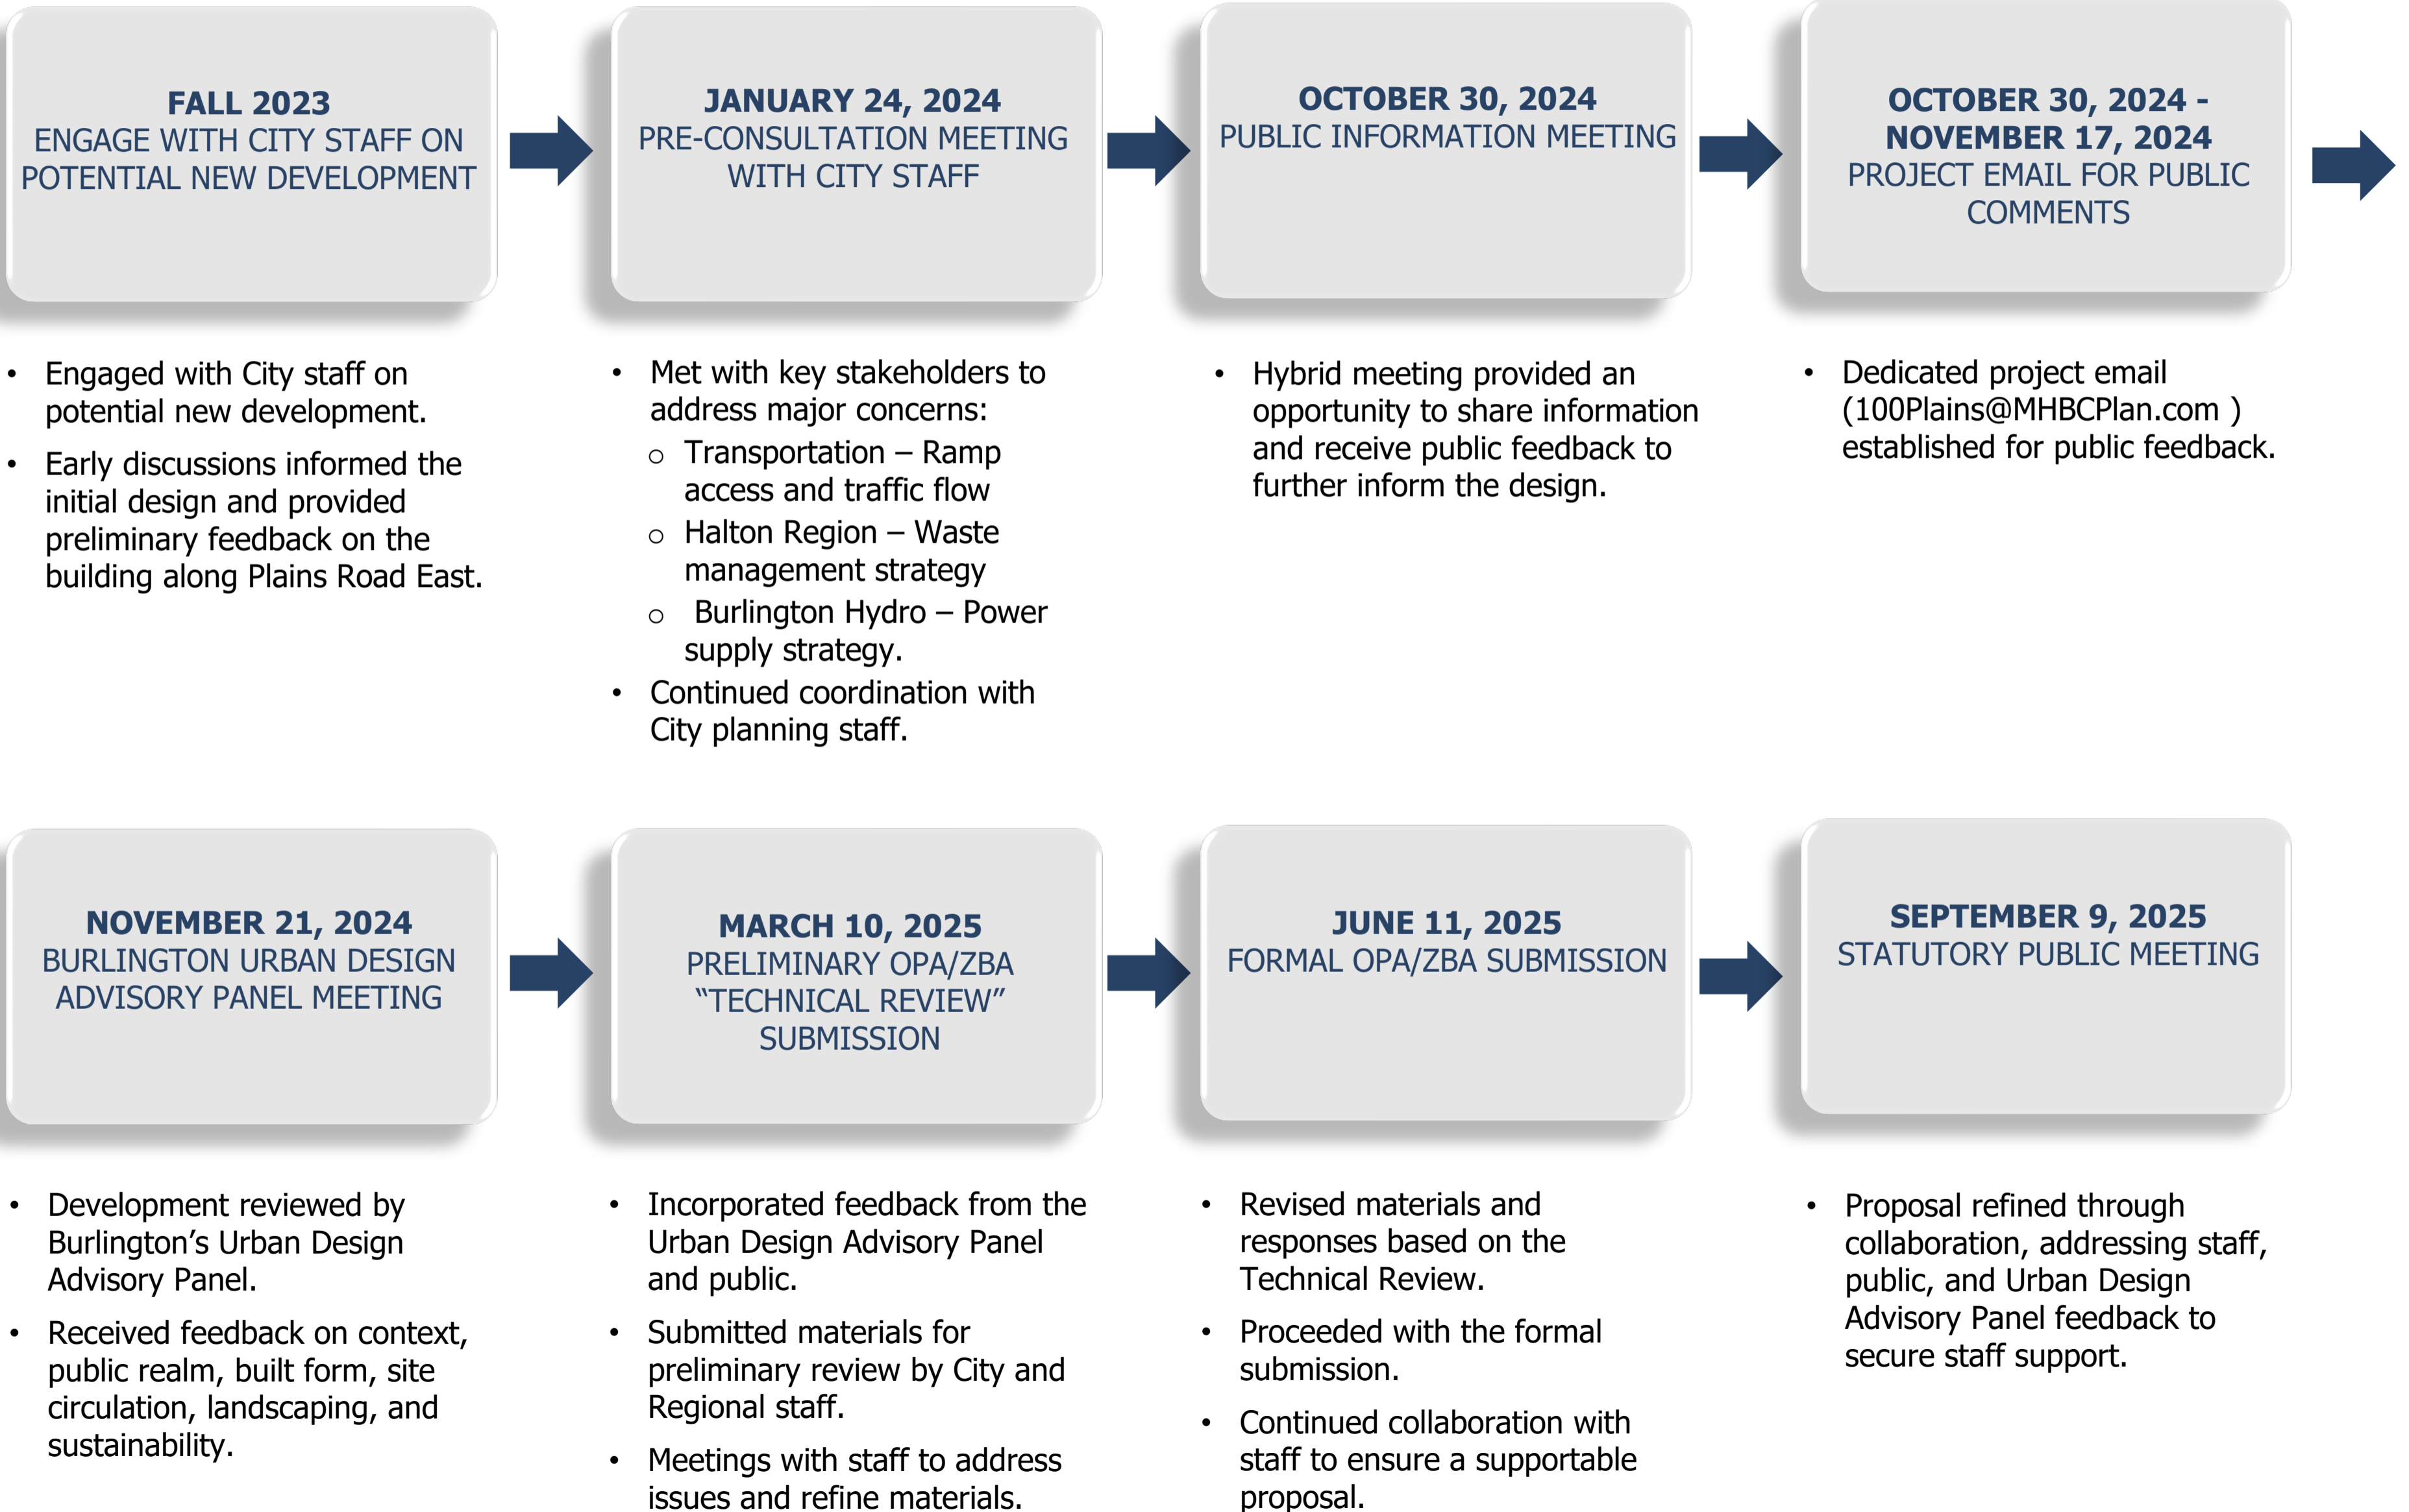 FALL 2023
ENGAGE WITH CITY STAFF ON
POTENTIAL NEW DEVELOPMENT
• Engaged with City staff on
potential new development.
• Early discussions informed the
initial design and provided
preliminary feedback on the
building along Plains Road East.
JANUARY 24, 2024
PRE-CONSULTATION MEETING
WITH CITY STAFF
• Met with key stakeholders to
address major concerns:
o Transportation – Ramp
access and traffic flow
o Halton Region – Waste
management strategy
o Burlington Hydro – Power
supply strategy.
• Continued coordination with
City planning staff.
OCTOBER 30, 2024
PUBLIC INFORMATION MEETING
• Hybrid meeting provided an
opportunity to share information
and receive public feedback to
further inform the design.
OCTOBER 30, 2024 -
NOVEMBER 17, 2024
PROJECT EMAIL FOR PUBLIC
COMMENTS
• Dedicated project email
(100Plains@MHBCPlan.com )
established for public feedback.
NOVEMBER 21, 2024
BURLINGTON URBAN DESIGN
ADVISORY PANEL MEETING
• Development reviewed by
Burlington’s Urban Design
Advisory Panel.
• Received feedback on context,
public realm, built form, site
circulation, landscaping, and
sustainability.
MARCH 10, 2025
PRELIMINARY OPA/ZBA
“TECHNICAL REVIEW”
SUBMISSION
• Incorporated feedback from the
Urban Design Advisory Panel
and public.
• Submitted materials for
preliminary review by City and
Regional staff.
• Meetings with staff to address
issues and refine materials.
JUNE 11, 2025
FORMAL OPA/ZBA SUBMISSION
• Revised materials and
responses based on the
Technical Review.
• Proceeded with the formal
submission.
• Continued collaboration with
staff to ensure a supportable
proposal.
SEPTEMBER 9, 2025
STATUTORY PUBLIC MEETING
• Proposal refined through
collaboration, addressing staff,
public, and Urban Design
Advisory Panel feedback to
secure staff support.